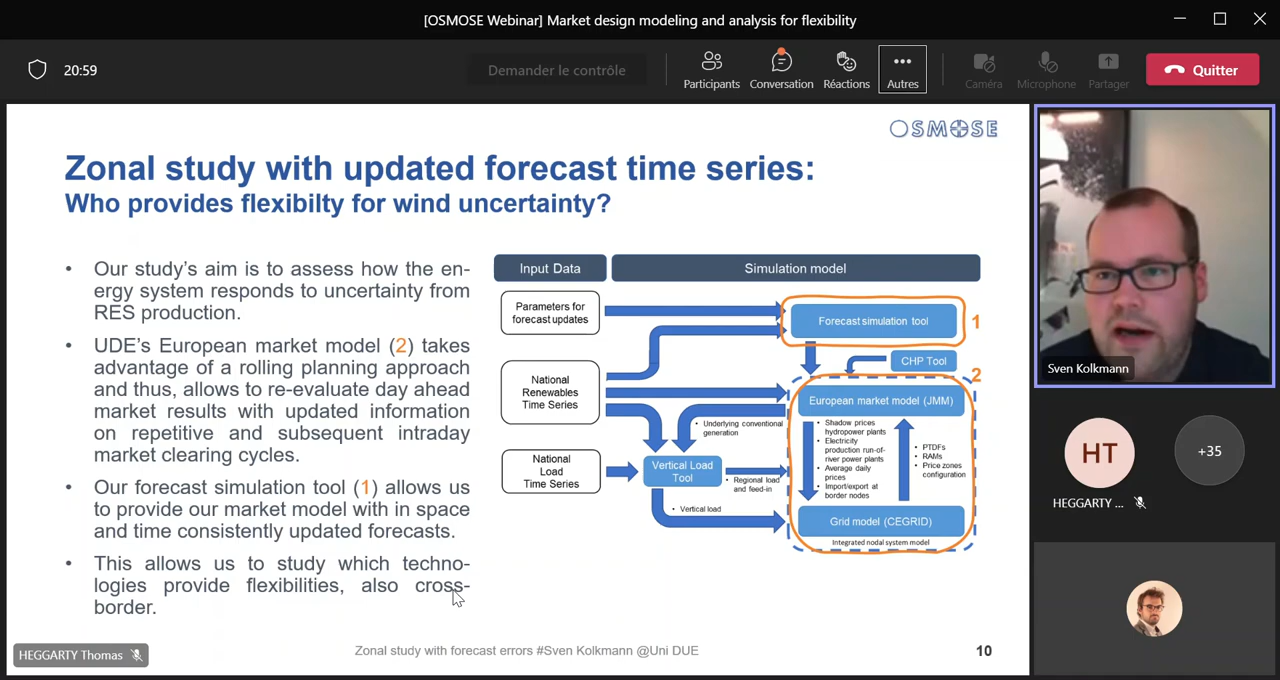 [OSMOSE Webinar] Market design modeling and analysis for flexibility
20:59
Demander le contrôle
Participants
Conversation
Réactions
Autres
Caméra
Microphone
Partager
Quitter
OSMOSE
Zonal study with updated forecast time series:
Who provides flexibilty for wind uncertainty?
• Our study's aim is to assess how the en-
ergy system responds to uncertainty from
RES production.
• UDE's European market model (2) takes
advantage of a rolling planning approach
and thus, allows to re-evaluate day ahead
market results with updated information
on repetitive and subsequent intraday
market clearing cycles.
• Our forecast simulation tool (1) allows us
to provide our market model with in space
and time consistently updated forecasts.
• This allows us to study which techno-
logies provide flexibilities, also cross-
border.
Input Data
Simulation model
Parameters for
forecast updates
Forecast simulation tool
1
CHP Tool
2
National
Renewables
Time Series
European market model (JMM)
• Underlying conventional
generation
• Shadow prices
hydropower plants
• Electricity
production run-of-
river power plants
• Average daily
prices
• Import/export at
border nodes
• PTDFs
• RAMs
• Price zones
configuration
National
Load
Time Series
Vertical Load
Tool
• Regional load
and feed-in
• Vertical load
Grid model (CEGRID)
Integrated nodal system model
Zonal study with forecast errors #Sven Kolkmann @Uni DUE
10
HEGGARTY Thomas
Sven Kolkmann
HT
HEGGARTY ...
+35